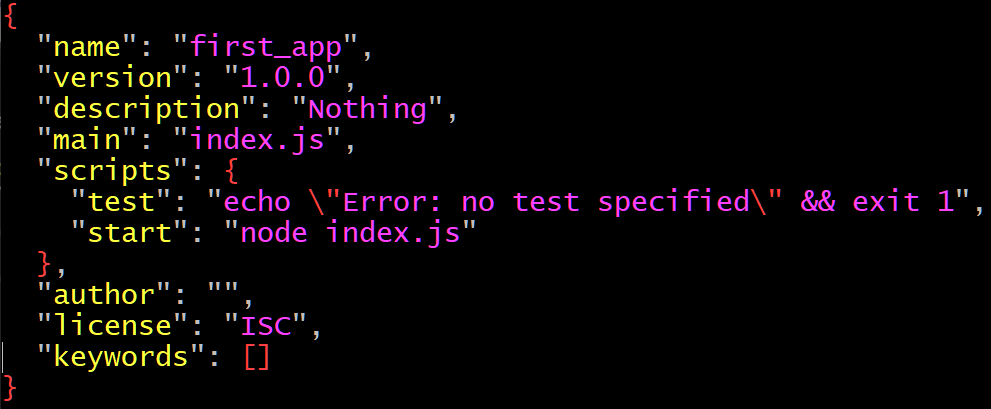 {
  "name": "first_app",
  "version": "1.0.0",
  "description": "Nothing",
  "main": "index.js",
  "scripts": {
    "test": "echo \"Error: no test specified\" && exit 1",
    "start": "node index.js"
  },
  "author": "",
  "license": "ISC",
  "keywords": []
}